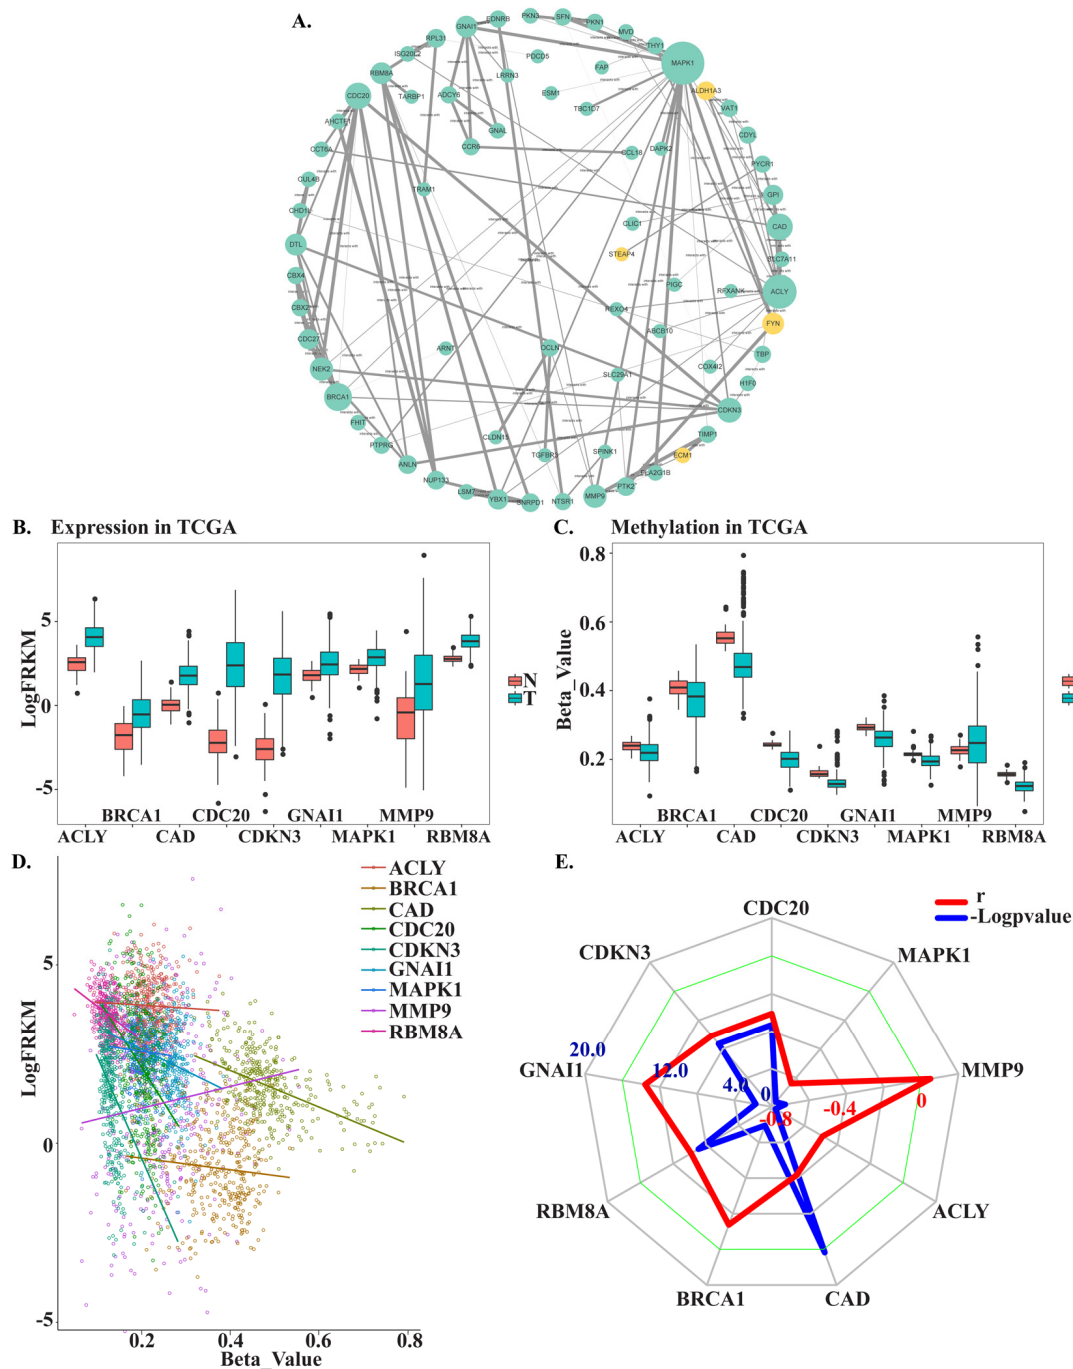 A.
PKN3
SFN
PKN1
MVD
THY1
MAPK1
EDNRB
GNAI1
RPL31
ISG20L2
RBM8A
CDC20
TARBP1
ADCY6
LRRN3
PDCD5
FAP
ESM1
TBC1D7
ALDH1A3
VAT1
CDYL
PYCR1
GPI
CAD
SLC7A11
ACLY
FYN
AHCTF1
CCT6A
CUL4B
CHD1L
DTL
CBX4
CBX2
CDC27
NEK2
BRCA1
GNAL
CCR6
CCL18
DAPK2
TRAM1
CLIC1
STEAP4
PIGC
RFXANK
REXO4
ABCB10
ARNT
OCLN
SLC29A1
COX4I2
TBP
H1F0
CDKN3
TIMP1
ECM1
PLA2G1B
PTK2
MMP9
NTSR1
SPINK1
TGFBR3
CLDN15
SNRPD1
YBX1
LSM7
NUP133
ANLN
PTPRG
FHIT
interacts with
B. Expression in TCGA
LogFRKM
5
0
-5
N
T
BRCA1 CDC20 GNAI1 MMP9
ACLY CAD CDKN3 MAPK1 RBM8A
C. Methylation in TCGA
Beta_Value
0.8
0.6
0.4
0.2
BRCA1 CDC20 GNAI1 MMP9
ACLY CAD CDKN3 MAPK1 RBM8A
D.
ACLY
BRCA1
CAD
CDC20
CDKN3
GNAI1
MAPK1
MMP9
RBM8A
LogFRKM
5
0
-5
0.2 0.4 0.6 0.8
Beta_Value
E.
r
-Logpvalue
CDC20
CDKN3
MAPK1
GNAI1
MMP9
RBM8A
ACLY
BRCA1
CAD
20.0
12.0
4.0
0
-0.8
-0.4
0